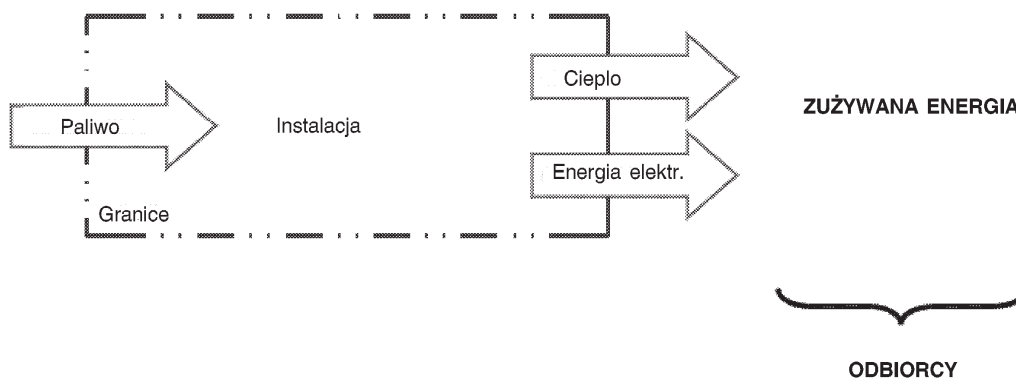 Cieplo
ZUŻYWANA ENERGIA
Paliwo
Instalacja
Energia elektr.
Granice
ODBIORCY